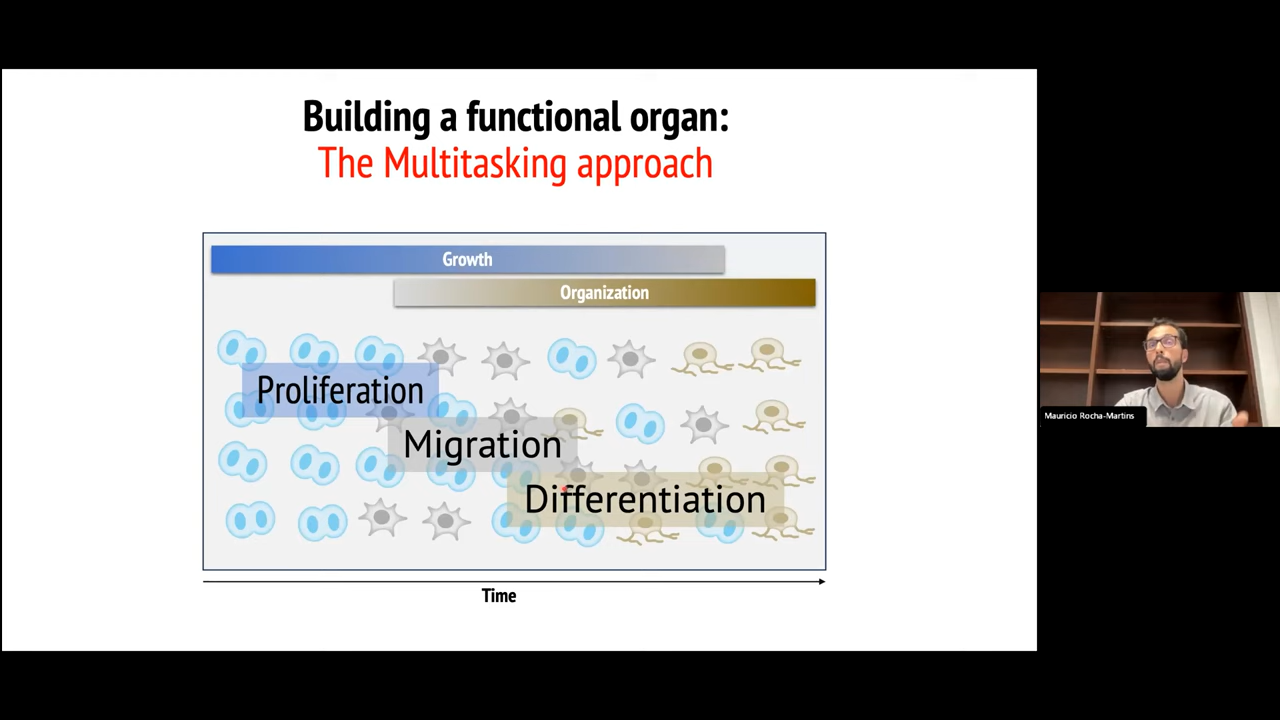 Building a functional organ:
The Multitasking approach
Growth
Organization
Proliferation
Migration
Differentiation
Time
Mauricio Rocha-Martins